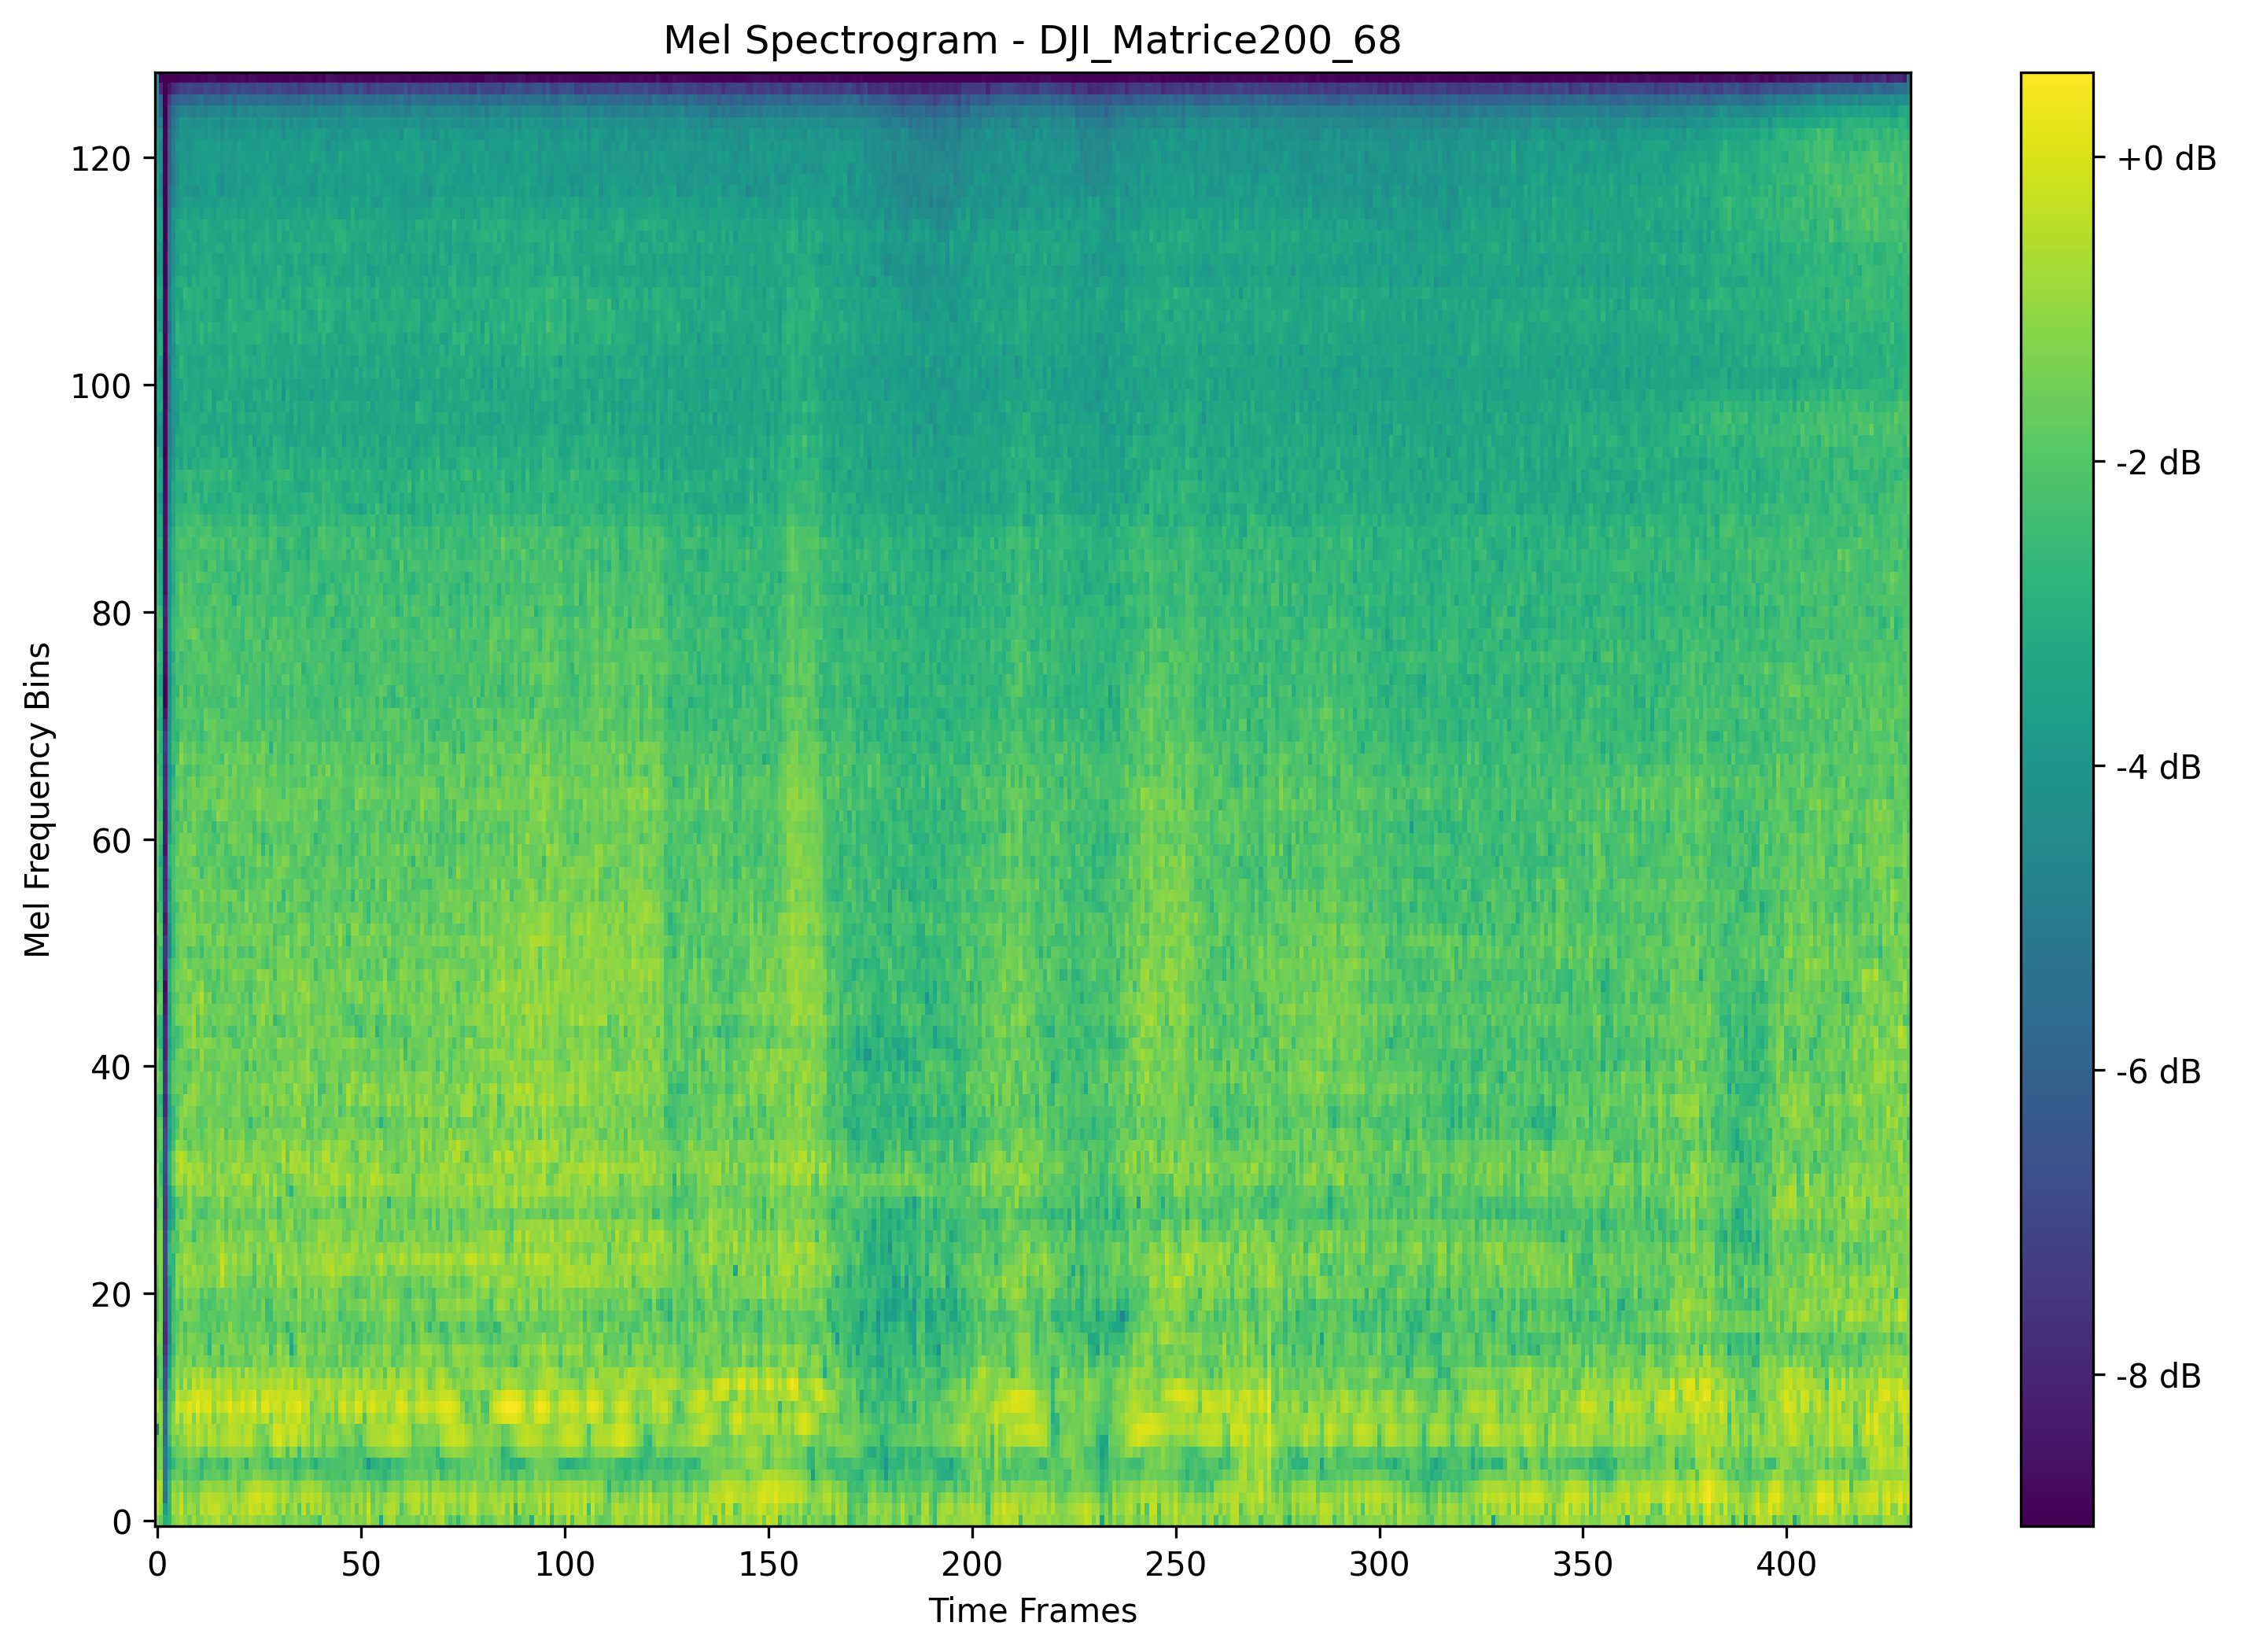 Mel Spectrogram - DJI_Matrice200_68
Mel Frequency Bins
120
100
80
60
40
20
0
0 50 100 150 200 250 300 350 400
Time Frames
+0 dB
-2 dB
-4 dB
-6 dB
-8 dB